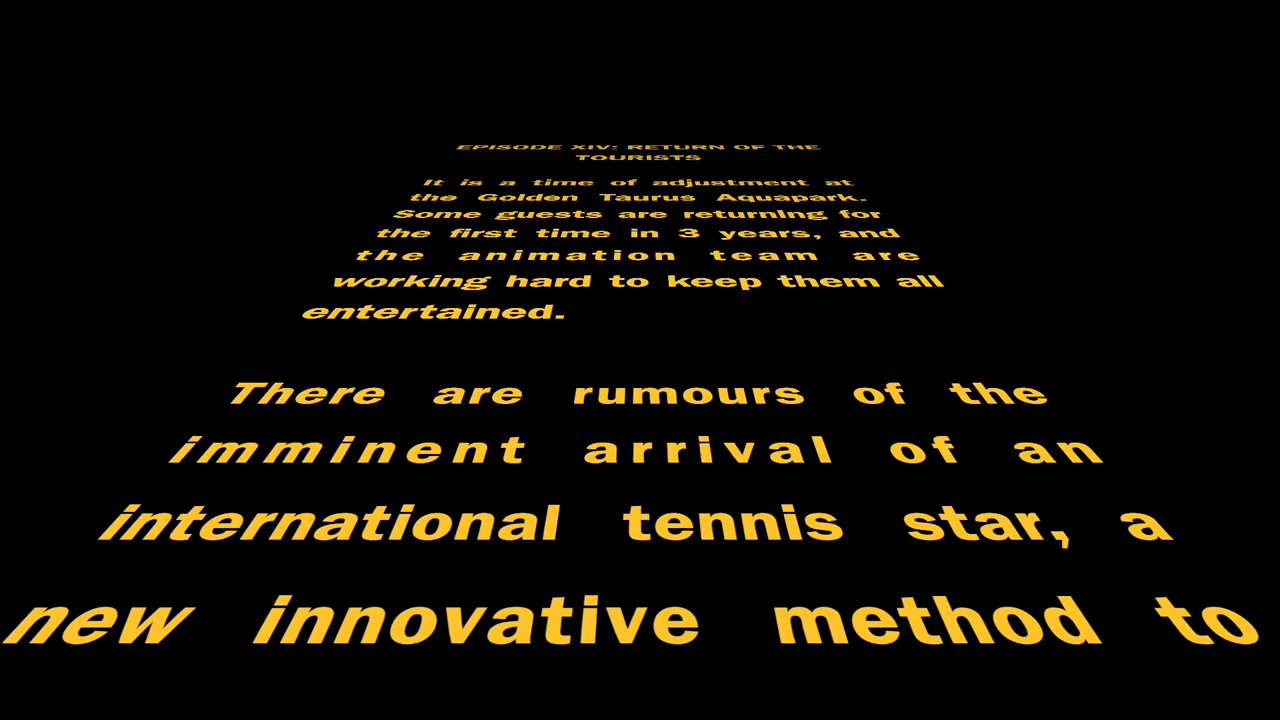 EPISODE XIV: RETURN OF THE
TOURISTS
It is a time of adjustment at
the Golden Taurus Aquapark.
Some guests are returning for
the first time in 3 years, and
the animation team are
working hard to keep them all
entertained.
There are rumours of the
imminent arrival of an
international tennis star, a
new innovative method to